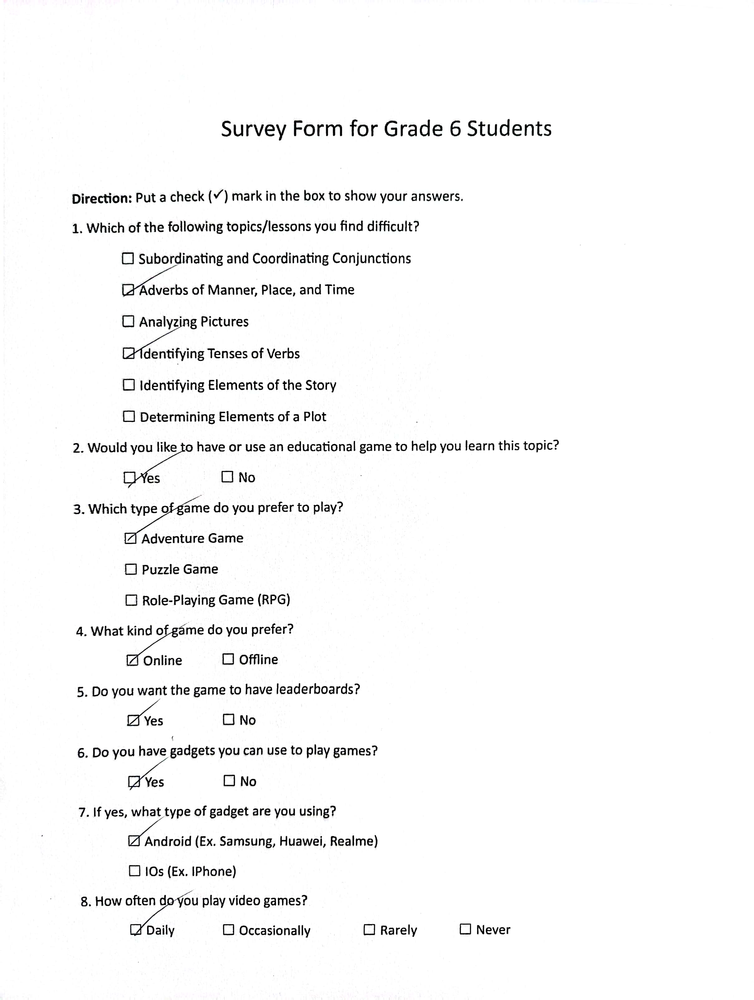 Survey Form for Grade 6 Students
Direction: Put a check (✓) mark in the box to show your answers.
1. Which of the following topics/lessons you find difficult?
☐ Subordinating and Coordinating Conjunctions
☑ Adverbs of Manner, Place, and Time
☐ Analyzing Pictures
☑ Identifying Tenses of Verbs
☐ Identifying Elements of the Story
☐ Determining Elements of a Plot
2. Would you like to have or use an educational game to help you learn this topic?
☑ Yes ☐ No
3. Which type of game do you prefer to play?
☑ Adventure Game
☐ Puzzle Game
☐ Role-Playing Game (RPG)
4. What kind of game do you prefer?
☑ Online ☐ Offline
5. Do you want the game to have leaderboards?
☑ Yes ☐ No
6. Do you have gadgets you can use to play games?
☑ Yes ☐ No
7. If yes, what type of gadget are you using?
☑ Android (Ex. Samsung, Huawei, Realme)
☐ IOs (Ex. IPhone)
8. How often do you play video games?
☑ Daily ☐ Occasionally ☐ Rarely ☐ Never